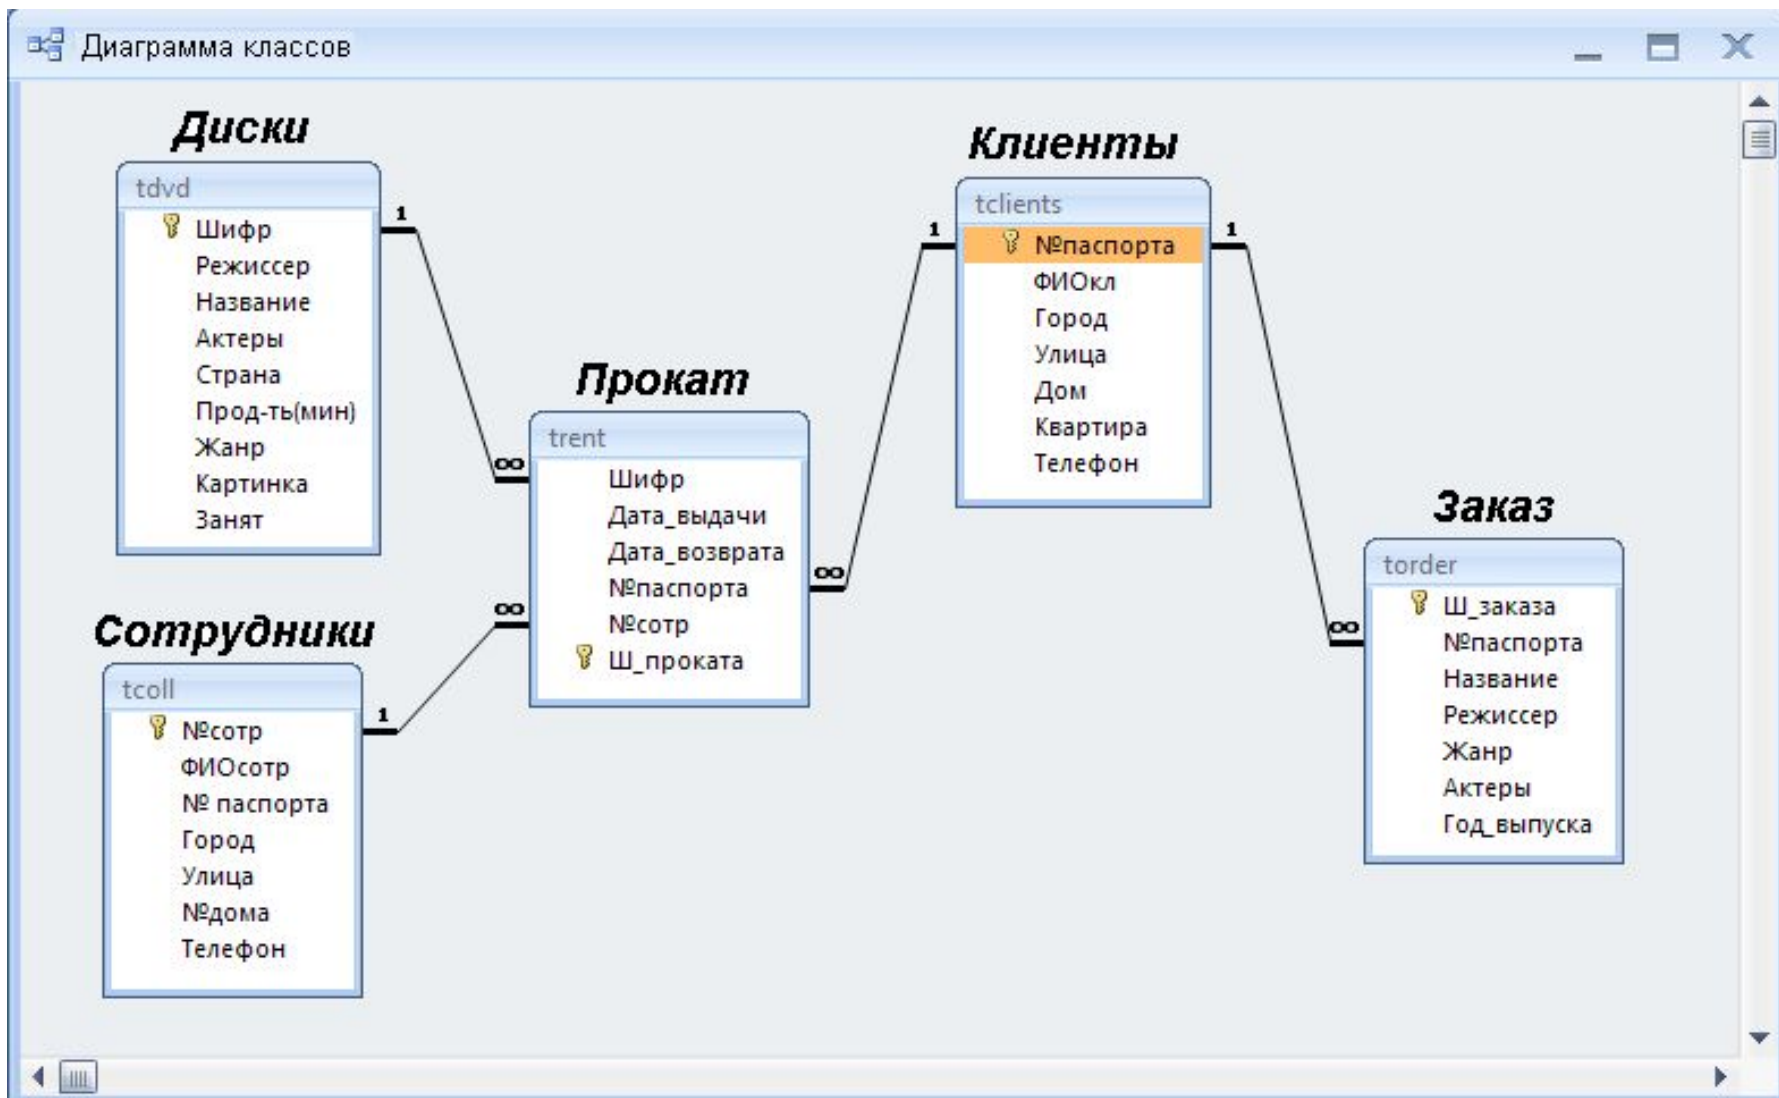 Диаграмма классов
Диски
tdvd
Шифр
Режиссер
Название
Актеры
Страна
Прод-ть(мин)
Жанр
Картинка
Занят
1
Сотрудники
tcoll
№сотр
ФИОсотр
№ паспорта
Город
Улица
№дома
Телефон
1
Прокат
trent
Шифр
Дата_выдачи
Дата_возврата
№паспорта
№сотр
Ш_проката
∞
∞
∞
Клиенты
tclients
№паспорта
ФИОкл
Город
Улица
Дом
Квартира
Телефон
1
1
Заказ
torder
Ш_заказа
№паспорта
Название
Режиссер
Жанр
Актеры
Год_выпуска
∞